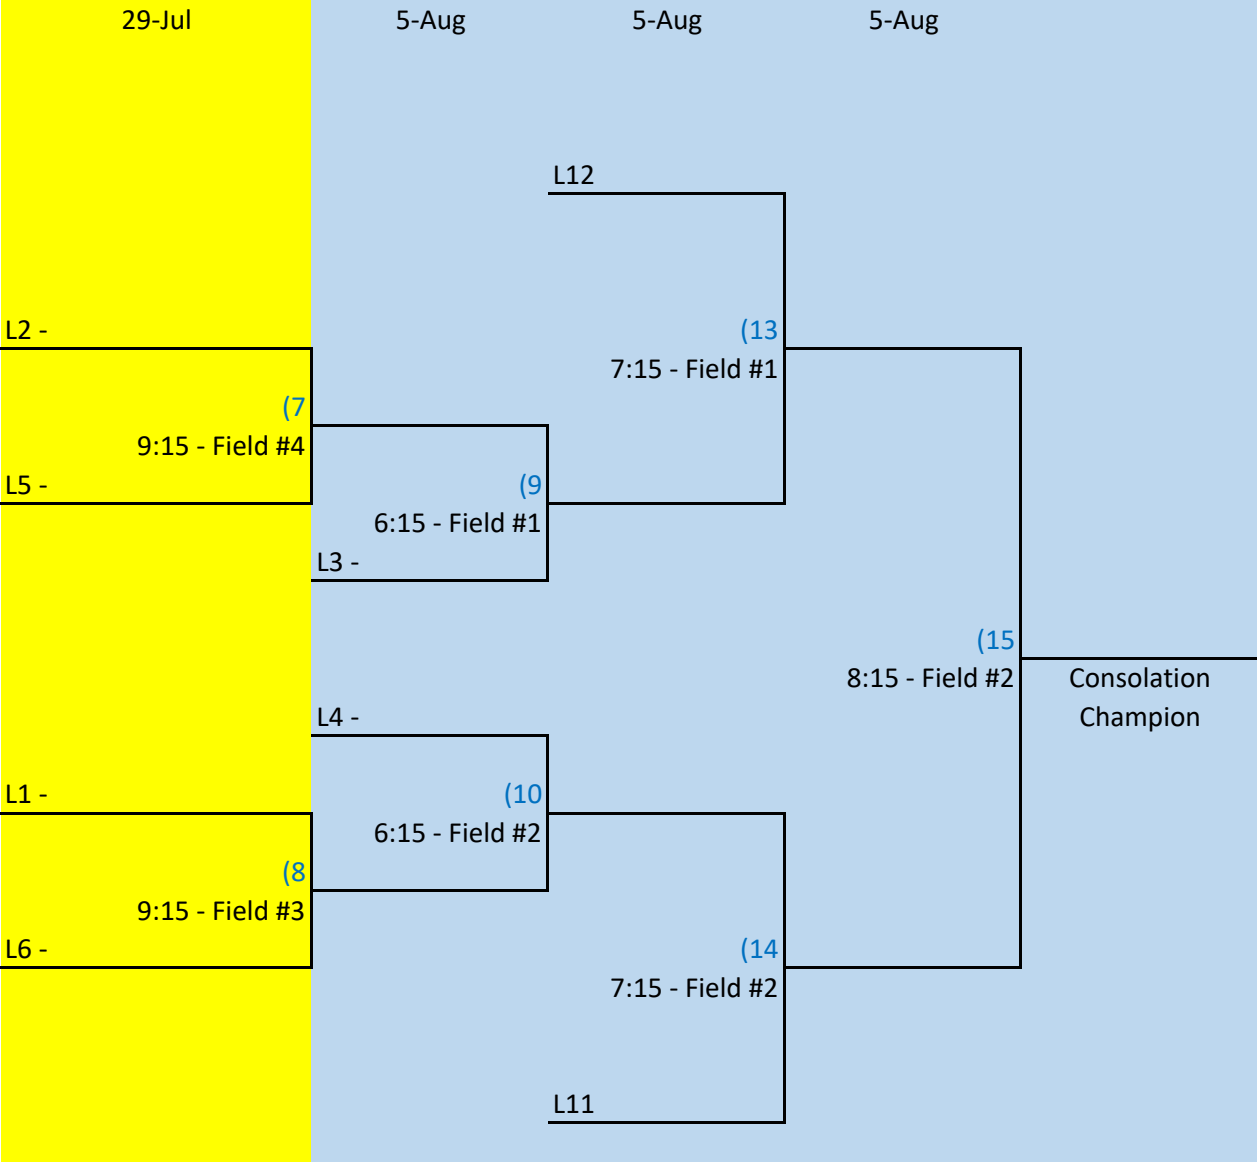 29-Jul
5-Aug
5-Aug
5-Aug
L12
L2 -
(13
7:15 - Field #1
(7
9:15 - Field #4
L5 -
(9
6:15 - Field #1
L3 -
(15
8:15 - Field #2
Consolation
Champion
L4 -
L1 -
(10
6:15 - Field #2
(8
9:15 - Field #3
L6 -
(14
7:15 - Field #2
L11